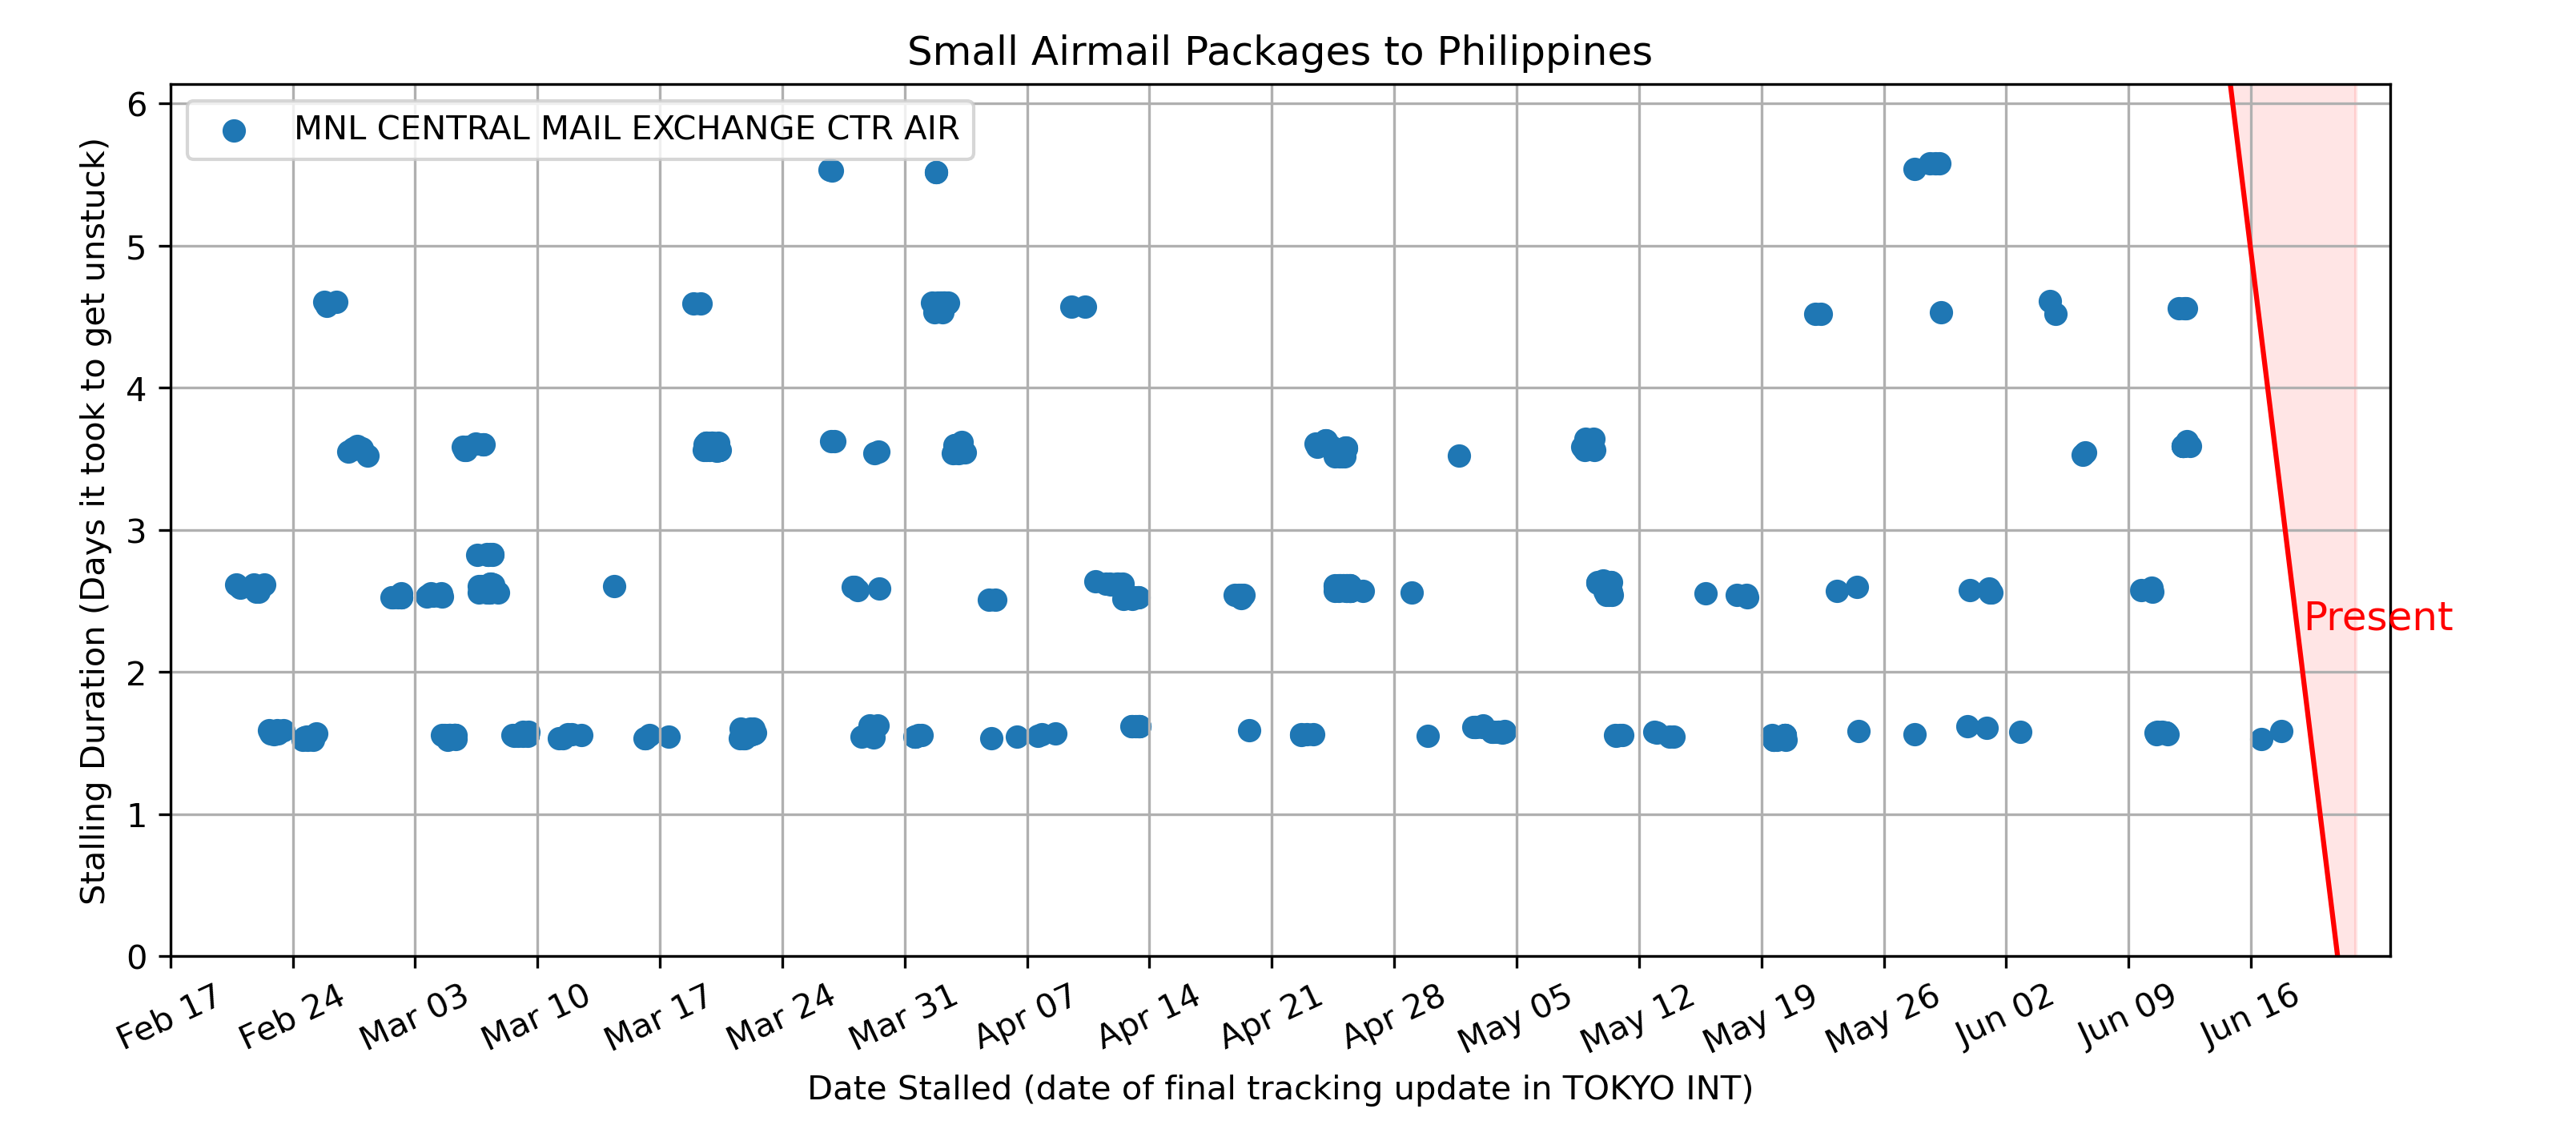 Small Airmail Packages to Philippines
MNL CENTRAL MAIL EXCHANGE CTR AIR
Stalling Duration (Days it took to get unstuck)
6
5
4
3
2
1
0
Present
Feb 17
Feb 24
Mar 03
Mar 10
Mar 17
Mar 24
Mar 31
Apr 07
Apr 14
Apr 21
Apr 28
May 05
May 12
May 19
May 26
Jun 02
Jun 09
Jun 16
Date Stalled (date of final tracking update in TOKYO INT)